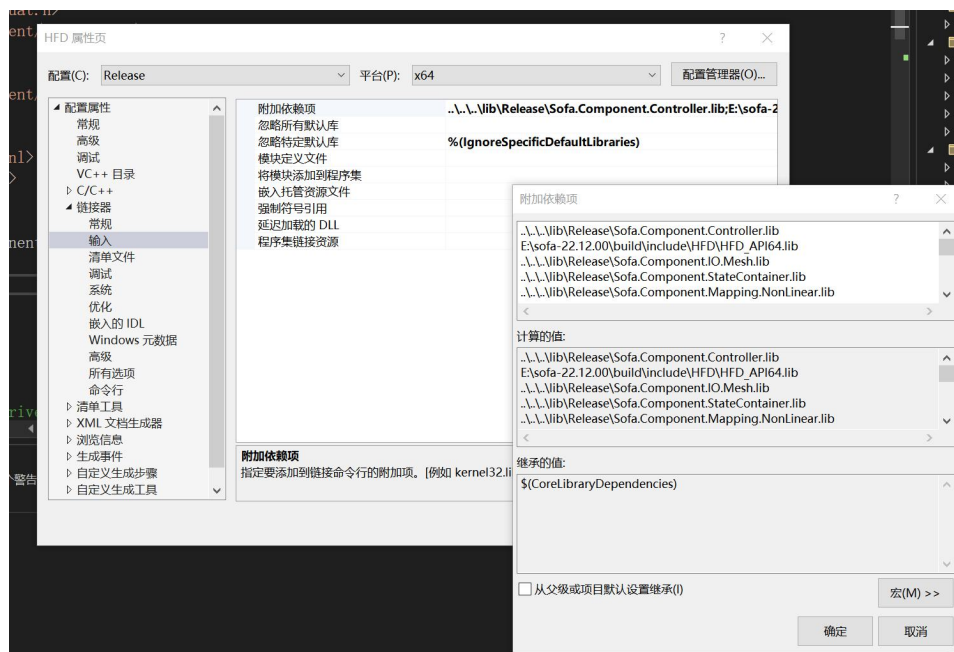 HFD 属性页
配置(C):
Release
平台(P):
x64
配置管理器(O)...
配置属性
常规
高级
调试
VC++ 目录
C/C++
链接器
常规
输入
清单文件
调试
系统
优化
嵌入的 IDL
Windows 元数据
高级
所有选项
命令行
清单工具
XML 文档生成器
浏览信息
生成事件
自定义生成步骤
自定义生成工具
附加依赖项
..\..\..\lib\Release\Sofa.Component.Controller.lib;E:\sofa-2
忽略所有默认库
忽略特定默认库
%(IgnoreSpecificDefaultLibraries)
模块定义文件
将模块添加到程序集
嵌入托管资源文件
强制符号引用
延迟加载的 DLL
程序集链接资源
附加依赖项
指定要添加到链接命令行的附加项。[例如 kernel32.li
附加依赖项
..\..\..\lib\Release\Sofa.Component.Controller.lib
E:\sofa-22.12.00\build\include\HFD\HFD_API64.lib
..\..\..\lib\Release\Sofa.Component.IO.Mesh.lib
..\..\..\lib\Release\Sofa.Component.StateContainer.lib
..\..\..\lib\Release\Sofa.Component.Mapping.NonLinear.lib
计算的值:
..\..\..\lib\Release\Sofa.Component.Controller.lib
E:\sofa-22.12.00\build\include\HFD\HFD_API64.lib
..\..\..\lib\Release\Sofa.Component.IO.Mesh.lib
..\..\..\lib\Release\Sofa.Component.StateContainer.lib
..\..\..\lib\Release\Sofa.Component.Mapping.NonLinear.lib
继承的值:
$(CoreLibraryDependencies)
从父级或项目默认设置继承(I)
宏(M) >>
确定
取消